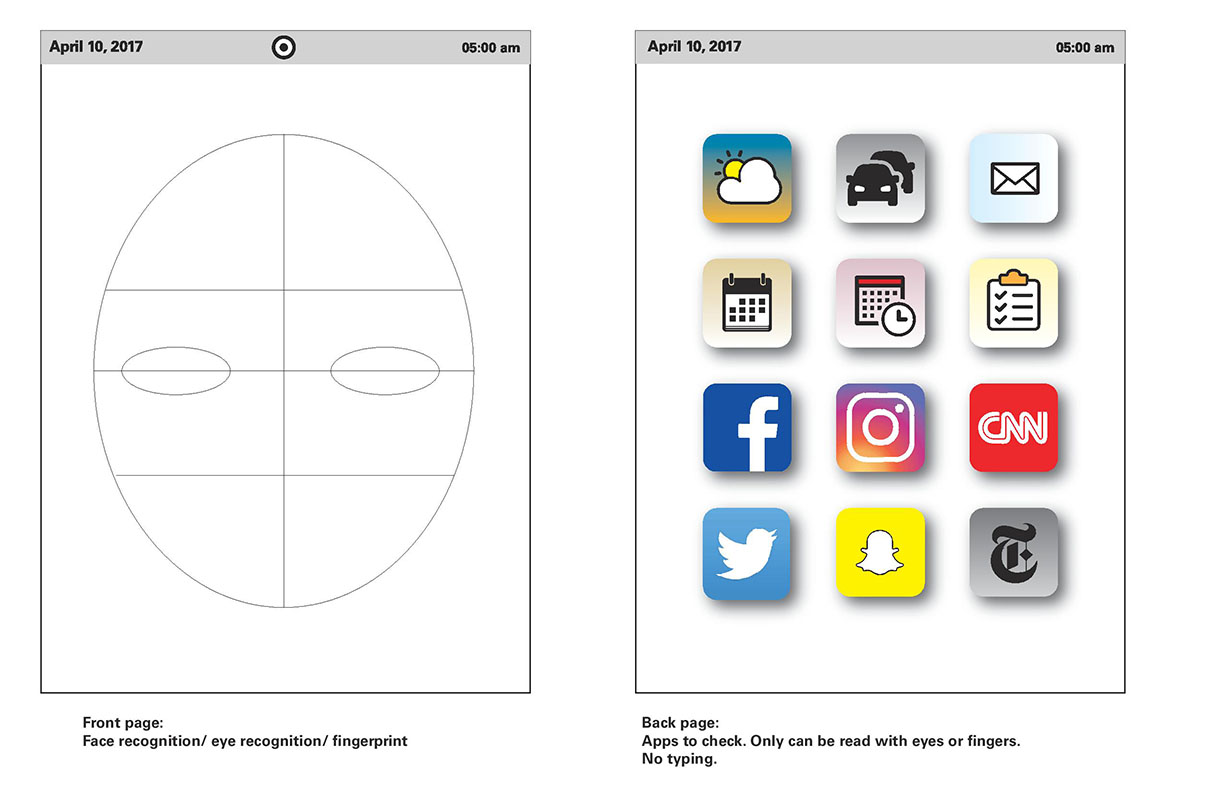 April 10, 2017 05:00 am
April 10, 2017 05:00 am
CNN
Front page:
Face recognition/ eye recognition/ fingerprint
Back page:
Apps to check. Only can be read with eyes or fingers.
No typing.